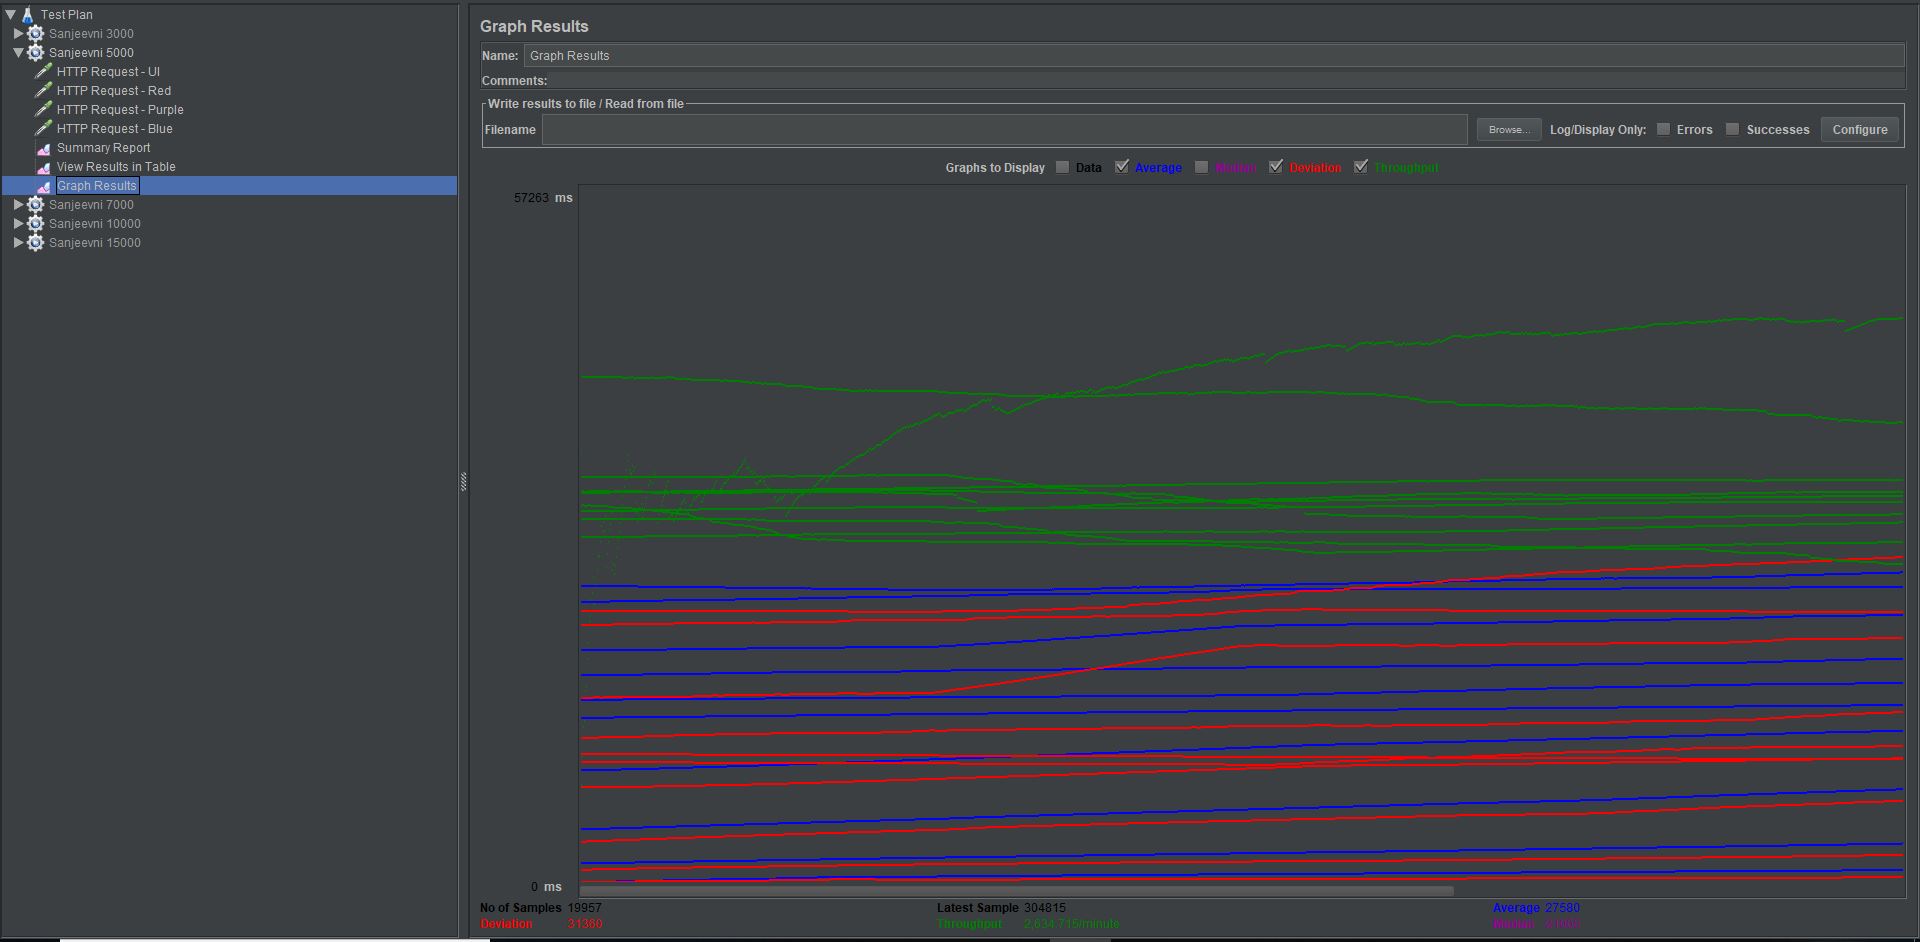 Test Plan
Sanjeevni 3000
Sanjeevni 5000
HTTP Request - UI
HTTP Request - Red
HTTP Request - Purple
HTTP Request - Blue
Summary Report
View Results in Table
Graph Results
Sanjeevni 7000
Sanjeevni 10000
Sanjeevni 15000
Graph Results
Name: Graph Results
Comments:
Write results to file / Read from file
Filename Browse... Log/Display Only: Errors Successes Configure
Graphs to Display Data Average Median Deviation Throughput
57263 ms
0 ms
No of Samples 19957 Latest Sample 304815 Average 27580
Deviation 31360 Throughput 2,634.715/minute Median